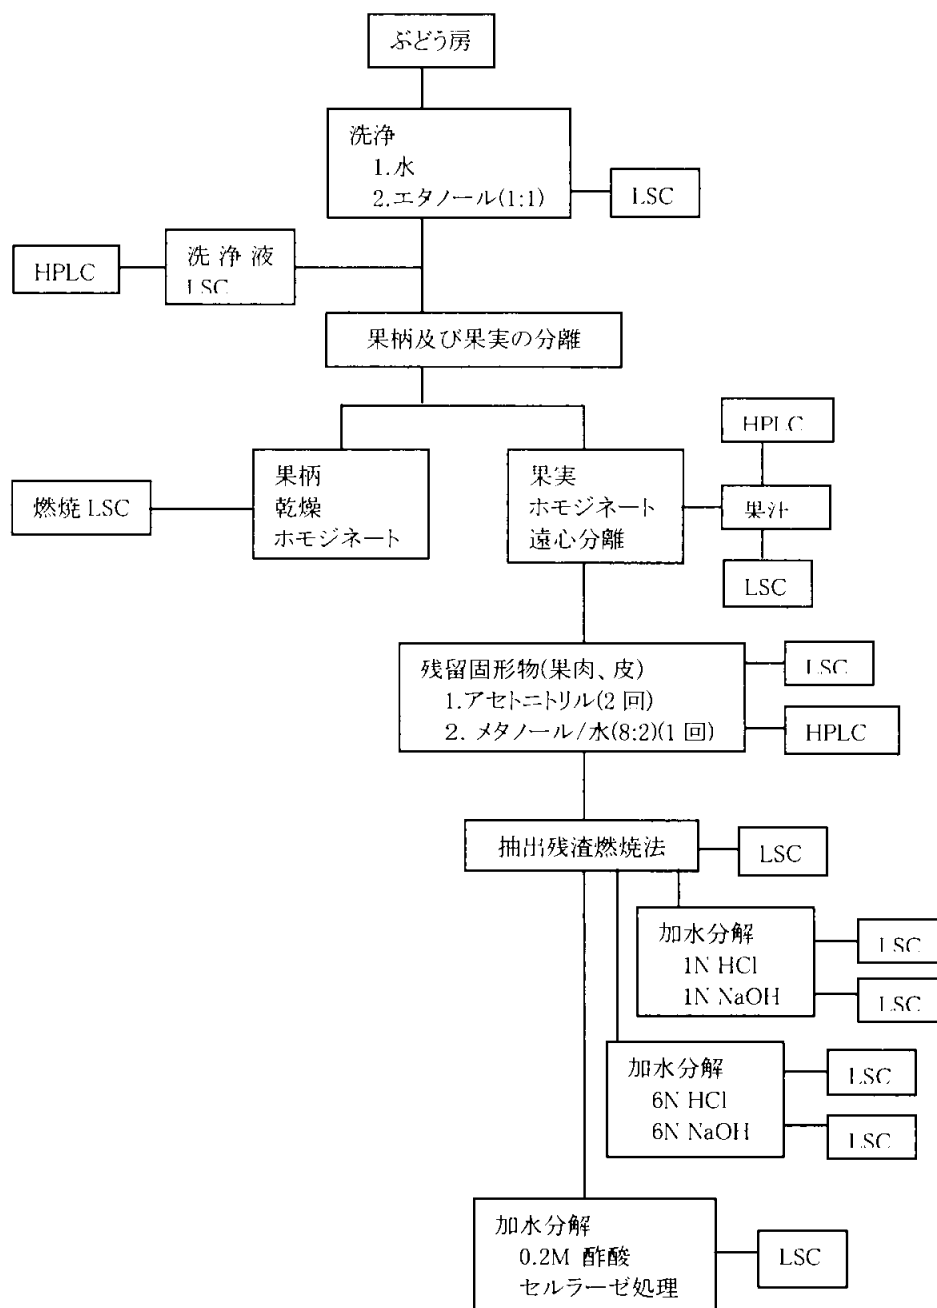 ぶどう房
洗浄
1.水
2.エタノール(1:1)
LSC
HPLC
洗浄液
LSC
果柄及び果実の分離
HPLC
燃焼 LSC
果柄
乾燥
ホモジネート
果実
ホモジネート
遠心分離
果汁
LSC
残留固形物(果肉、皮)
1.アセトニトリル(2 回)
2. メタノール/水(8:2)(1 回)
LSC
HPLC
抽出残渣燃焼法
LSC
加水分解
1N HCl
1N NaOH
LSC
LSC
加水分解
6N HCl
6N NaOH
LSC
LSC
加水分解
0.2M 酢酸
セルラーゼ処理
LSC